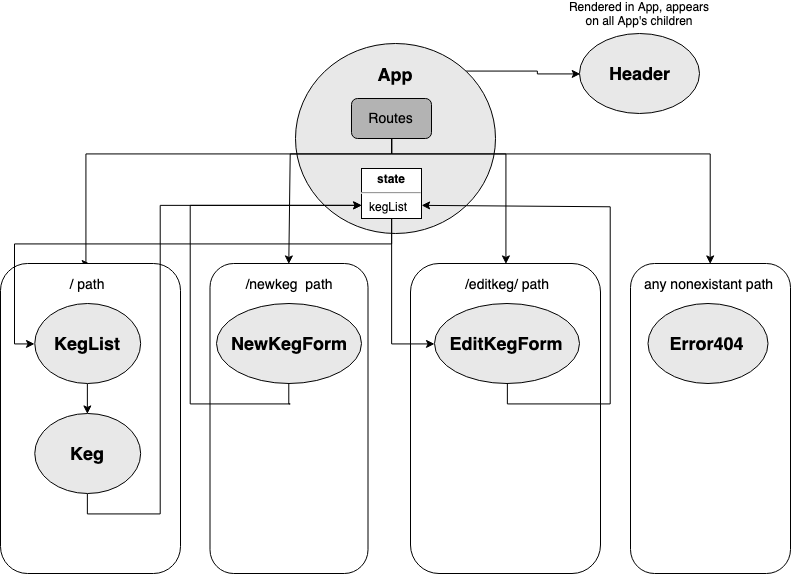 Rendered in App, appears
on all App's children
App
Header
Routes
state
kegList
/ path
/newkeg path
/editkeg/ path
any nonexistant path
KegList
NewKegForm
EditKegForm
Error404
Keg